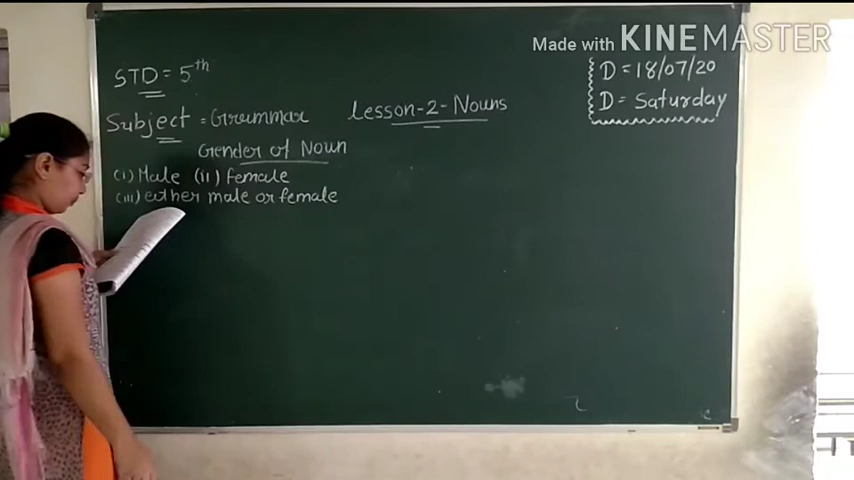 Made with KINEMASTER
D = 18/07/20
D = Saturday
STD = 5th
Subject = Grammar
Lesson-2-Nouns
Gender of Noun
(i) Male (ii) female
(iii) either male or female